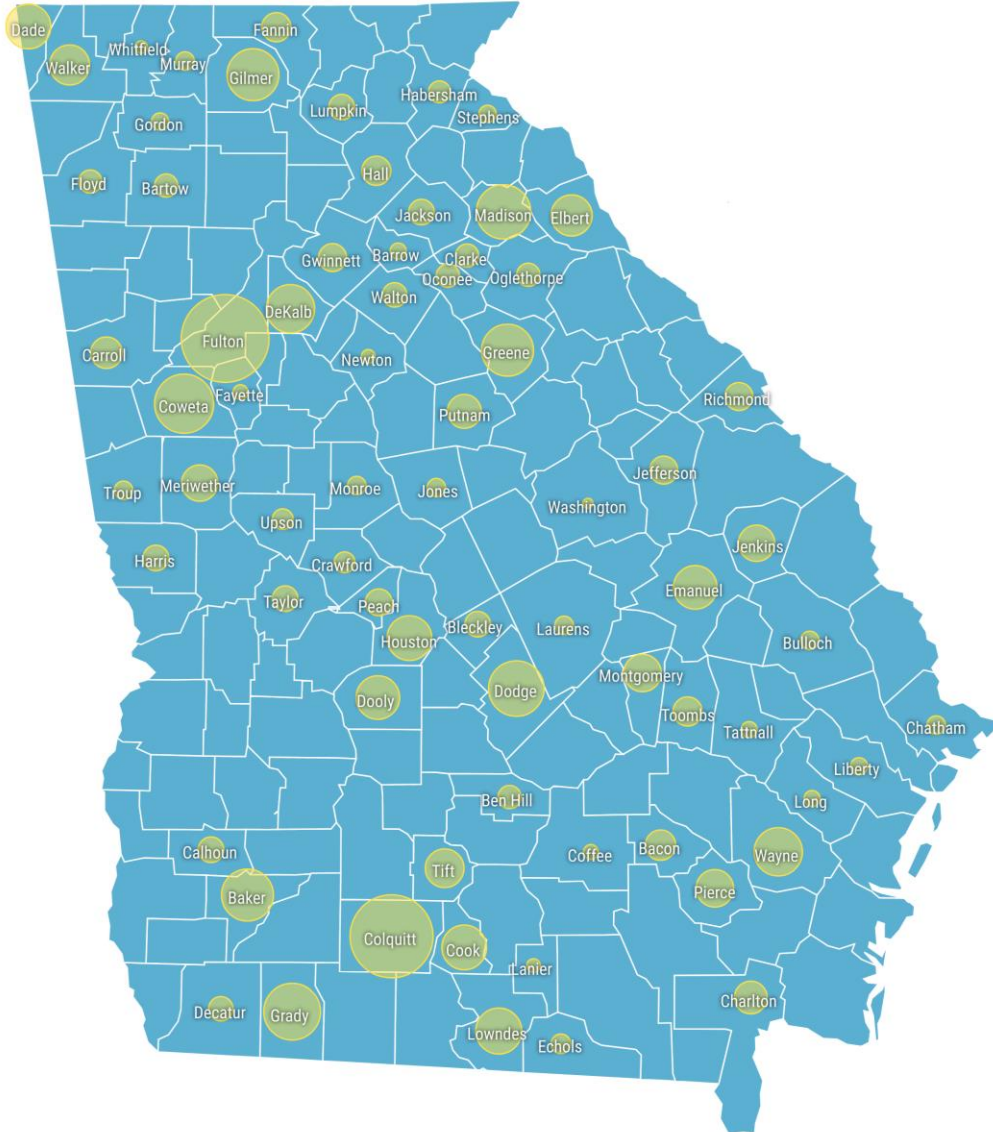 Dade
Fannin
Whitfield
Walker
Murray
Gilmer
Habersham
Lumpkin
Stephens
Gordon
Hall
Floyd
Bartow
Jackson
Madison
Elbert
Gwinnett
Barrow
Clarke
Oconee
Oglethorpe
Walton
DeKalb
Fulton
Carroll
Newton
Greene
Fayette
Coweta
Putnam
Richmond
Jefferson
Troup
Meriwether
Monroe
Jones
Washington
Upson
Jenkins
Harris
Crawford
Emanuel
Taylor
Peach
Bleckley
Laurens
Houston
Bulloch
Montgomery
Dodge
Dooly
Toombs
Tattnall
Chatham
Liberty
Ben Hill
Long
Calhoun
Coffee
Bacon
Wayne
Tift
Pierce
Baker
Colquitt
Cook
Lanier
Charlton
Decatur
Grady
Lowndes
Echols